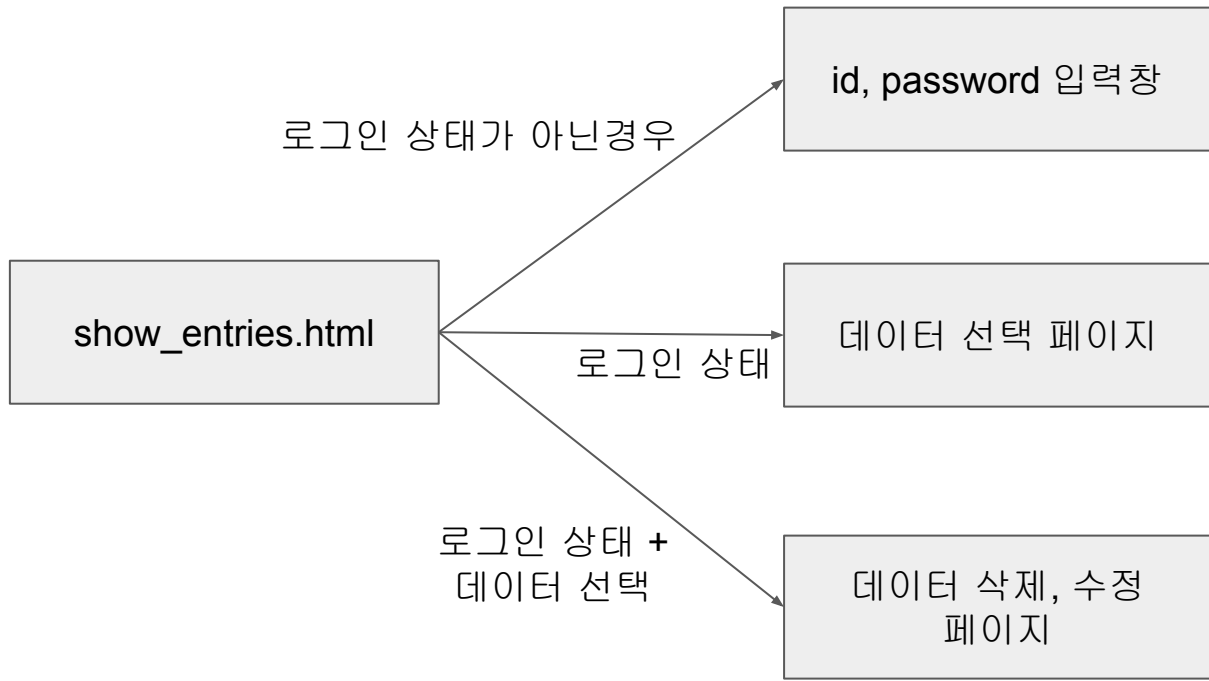 id, password 입력창
로그인 상태가 아닌경우
show_entries.html
데이터 선택 페이지
로그인 상태
로그인 상태 +
데이터 선택
데이터 삭제, 수정
페이지